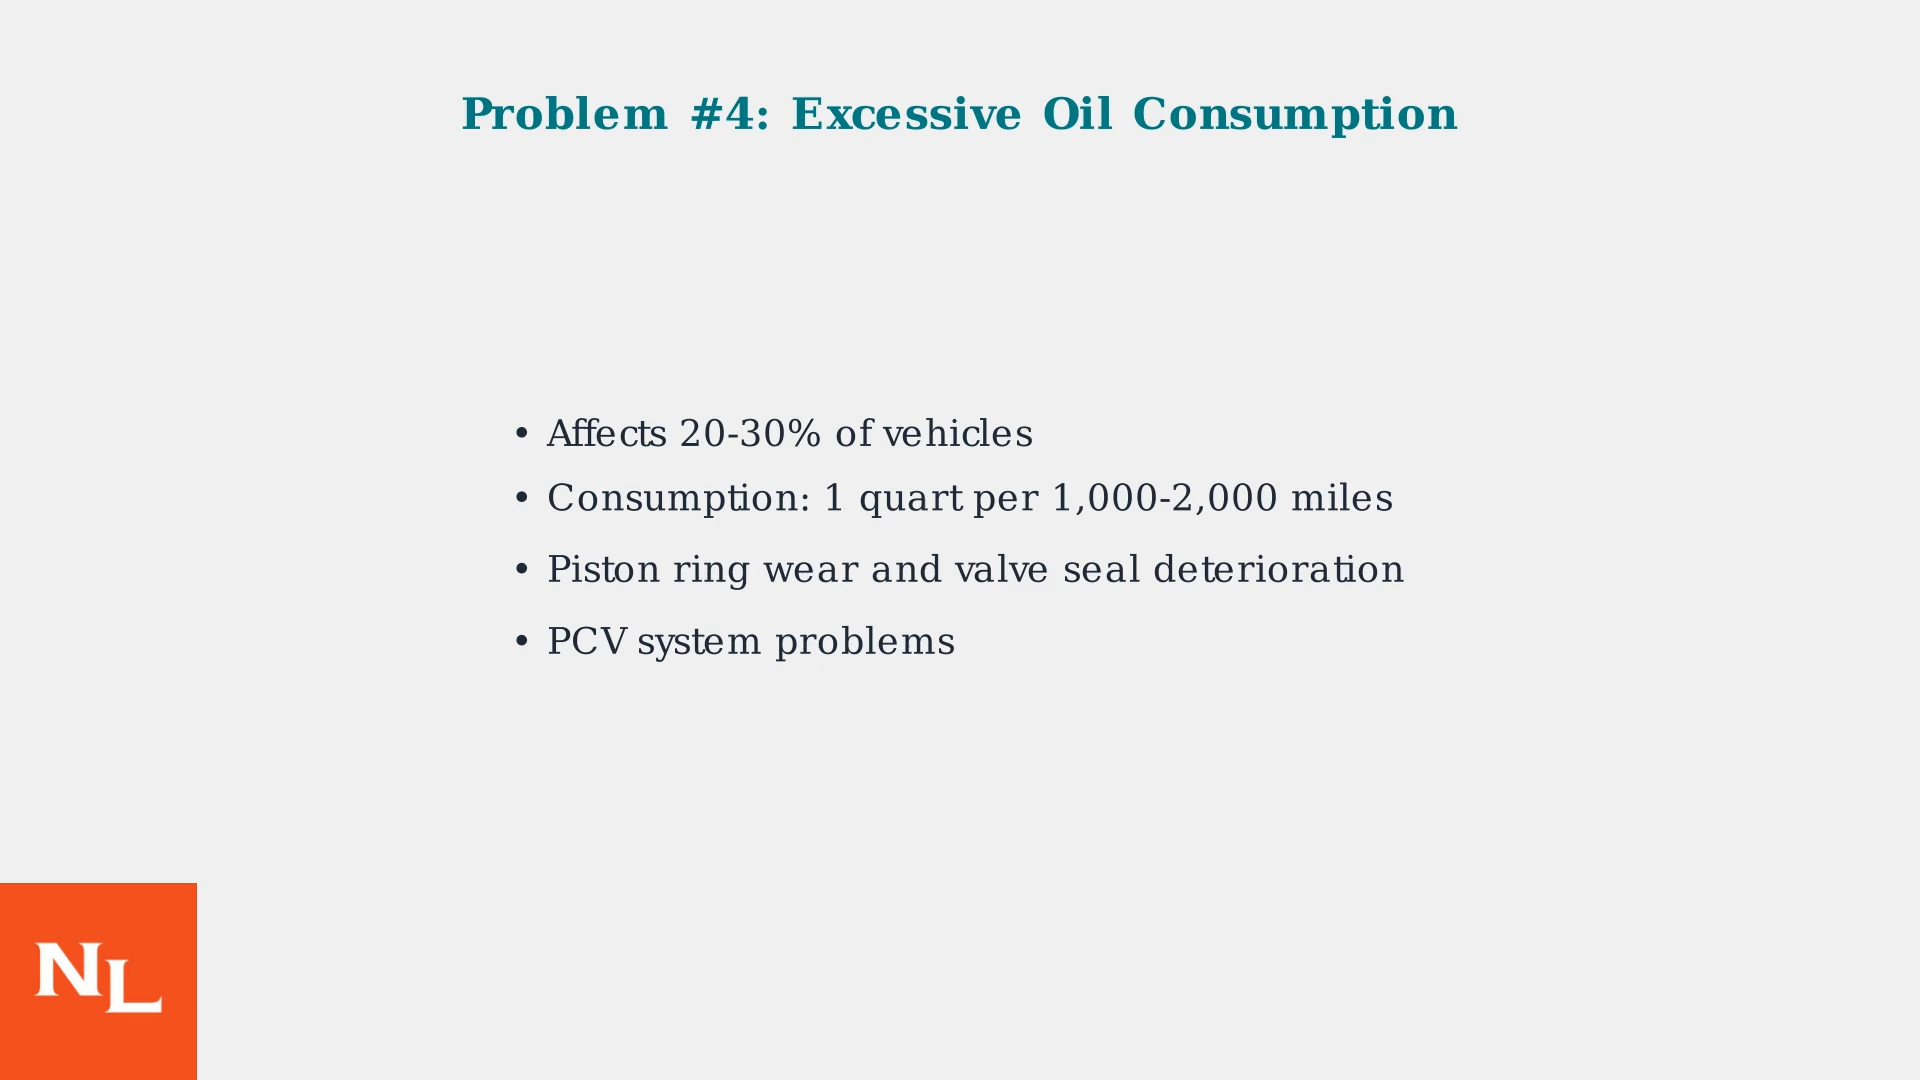 Problem #4: Excessive Oil Consumption
• Affects 20-30% of vehicles
• Consumption: 1 quart per 1,000-2,000 miles
• Piston ring wear and valve seal deterioration
• PCV system problems
NL